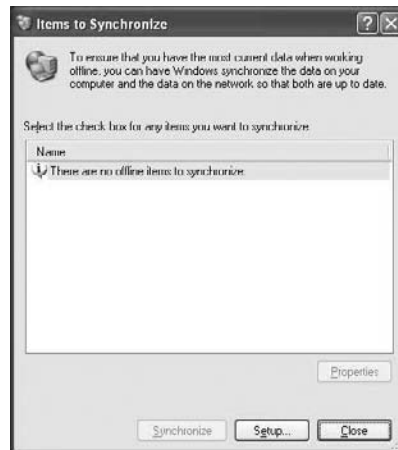 Items to Synchronize
To ensure that you have the most current data when working
offline, you can have Windows synchronize the data on your
computer and the data on the network so that both are up to date.
Select the check box for any items you want to synchronize
Name
There are no offline items to synchronize
Properties
Synchronize Setup... Close